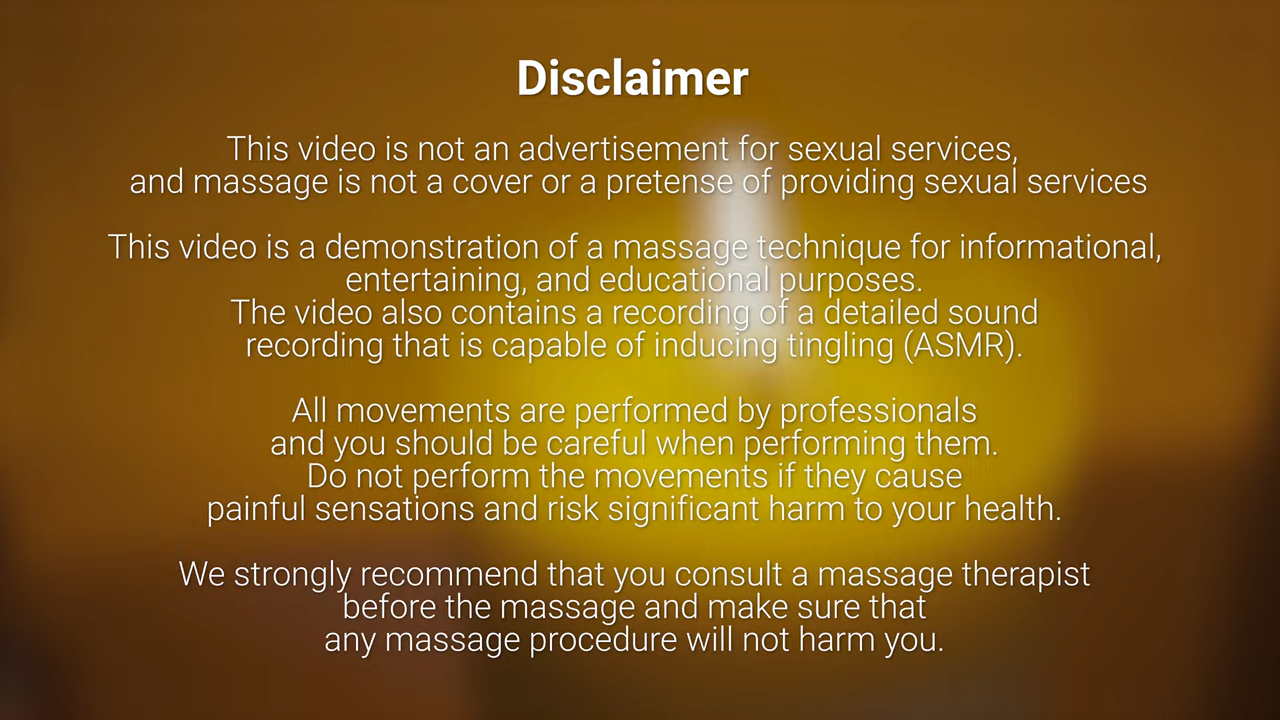 Disclaimer
This video is not an advertisement for sexual services,
and massage is not a cover or a pretense of providing sexual services
This video is a demonstration of a massage technique for informational,
entertaining, and educational purposes.
The video also contains a recording of a detailed sound
recording that is capable of inducing tingling (ASMR).
All movements are performed by professionals
and you should be careful when performing them.
Do not perform the movements if they cause
painful sensations and risk significant harm to your health.
We strongly recommend that you consult a massage therapist
before the massage and make sure that
any massage procedure will not harm you.